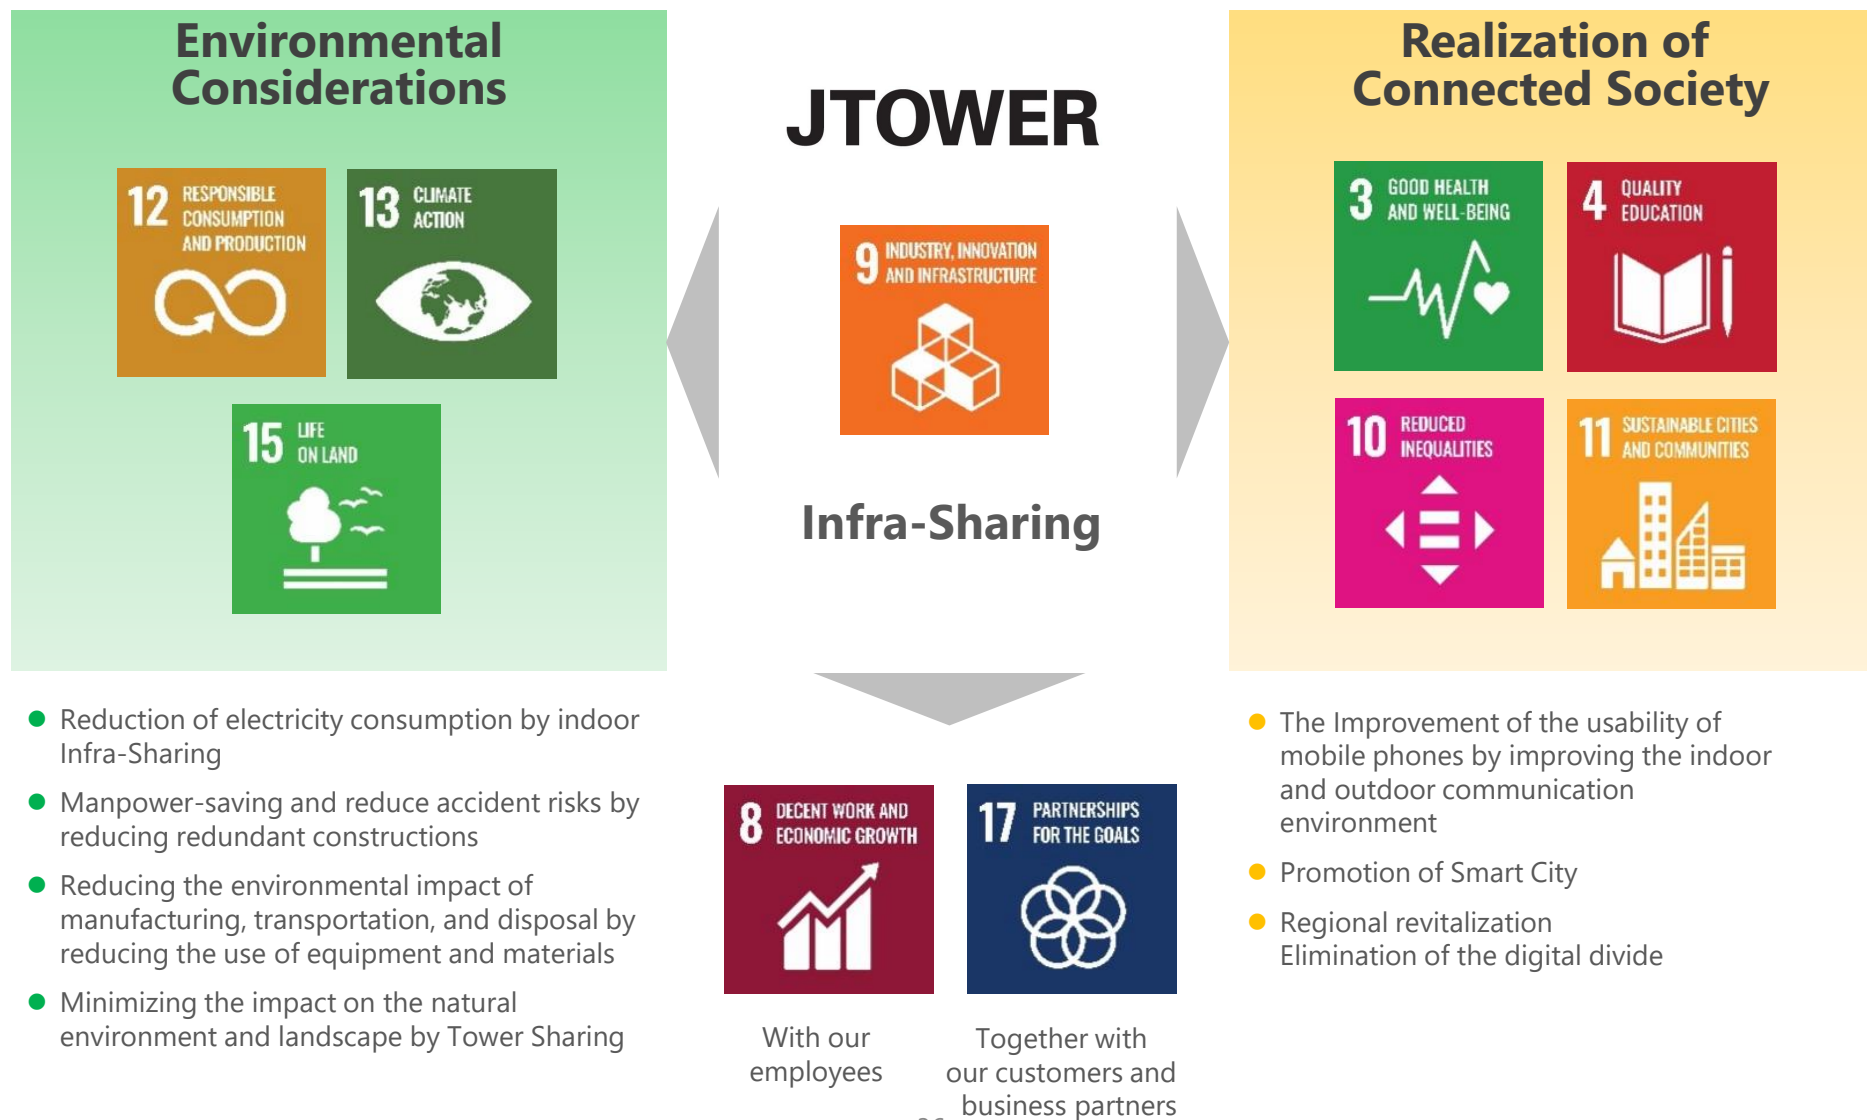 Environmental
Considerations
12 RESPONSIBLE
CONSUMPTION
AND PRODUCTION
13 CLIMATE
ACTION
15 LIFE
ON LAND
JTOWER
9 INDUSTRY, INNOVATION
AND INFRASTRUCTURE
Infra-Sharing
Realization of
Connected Society
3 GOOD HEALTH
AND WELL-BEING
4 QUALITY
EDUCATION
10 REDUCED
INEQUALITIES
11 SUSTAINABLE CITIES
AND COMMUNITIES
● Reduction of electricity consumption by indoor
Infra-Sharing
● Manpower-saving and reduce accident risks by
reducing redundant constructions
● Reducing the environmental impact of
manufacturing, transportation, and disposal by
reducing the use of equipment and materials
● Minimizing the impact on the natural
environment and landscape by Tower Sharing
8 DECENT WORK AND
ECONOMIC GROWTH
With our
employees
17 PARTNERSHIPS
FOR THE GOALS
Together with
our customers and
business partners
● The Improvement of the usability of
mobile phones by improving the indoor
and outdoor communication
environment
● Promotion of Smart City
● Regional revitalization
Elimination of the digital divide